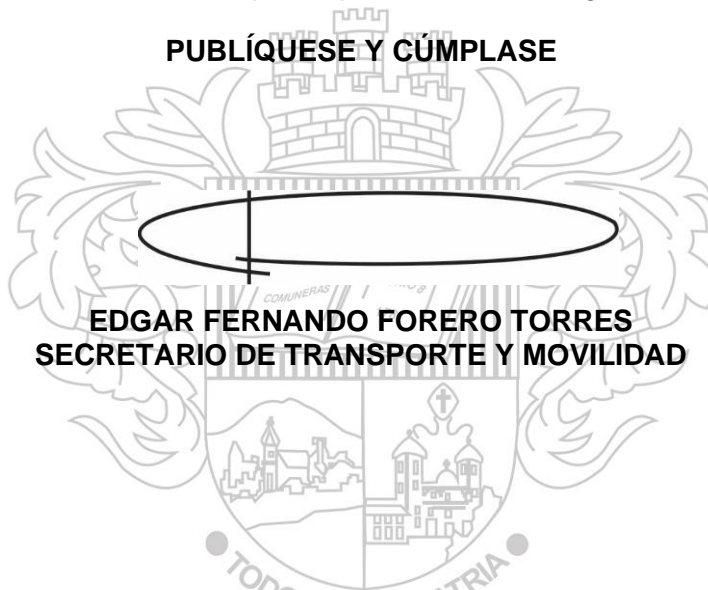 PUBLÍQUESE Y CÚMPLASE
COMUNERAS
EDGAR FERNANDO FORERO TORRES
SECRETARIO DE TRANSPORTE Y MOVILIDAD